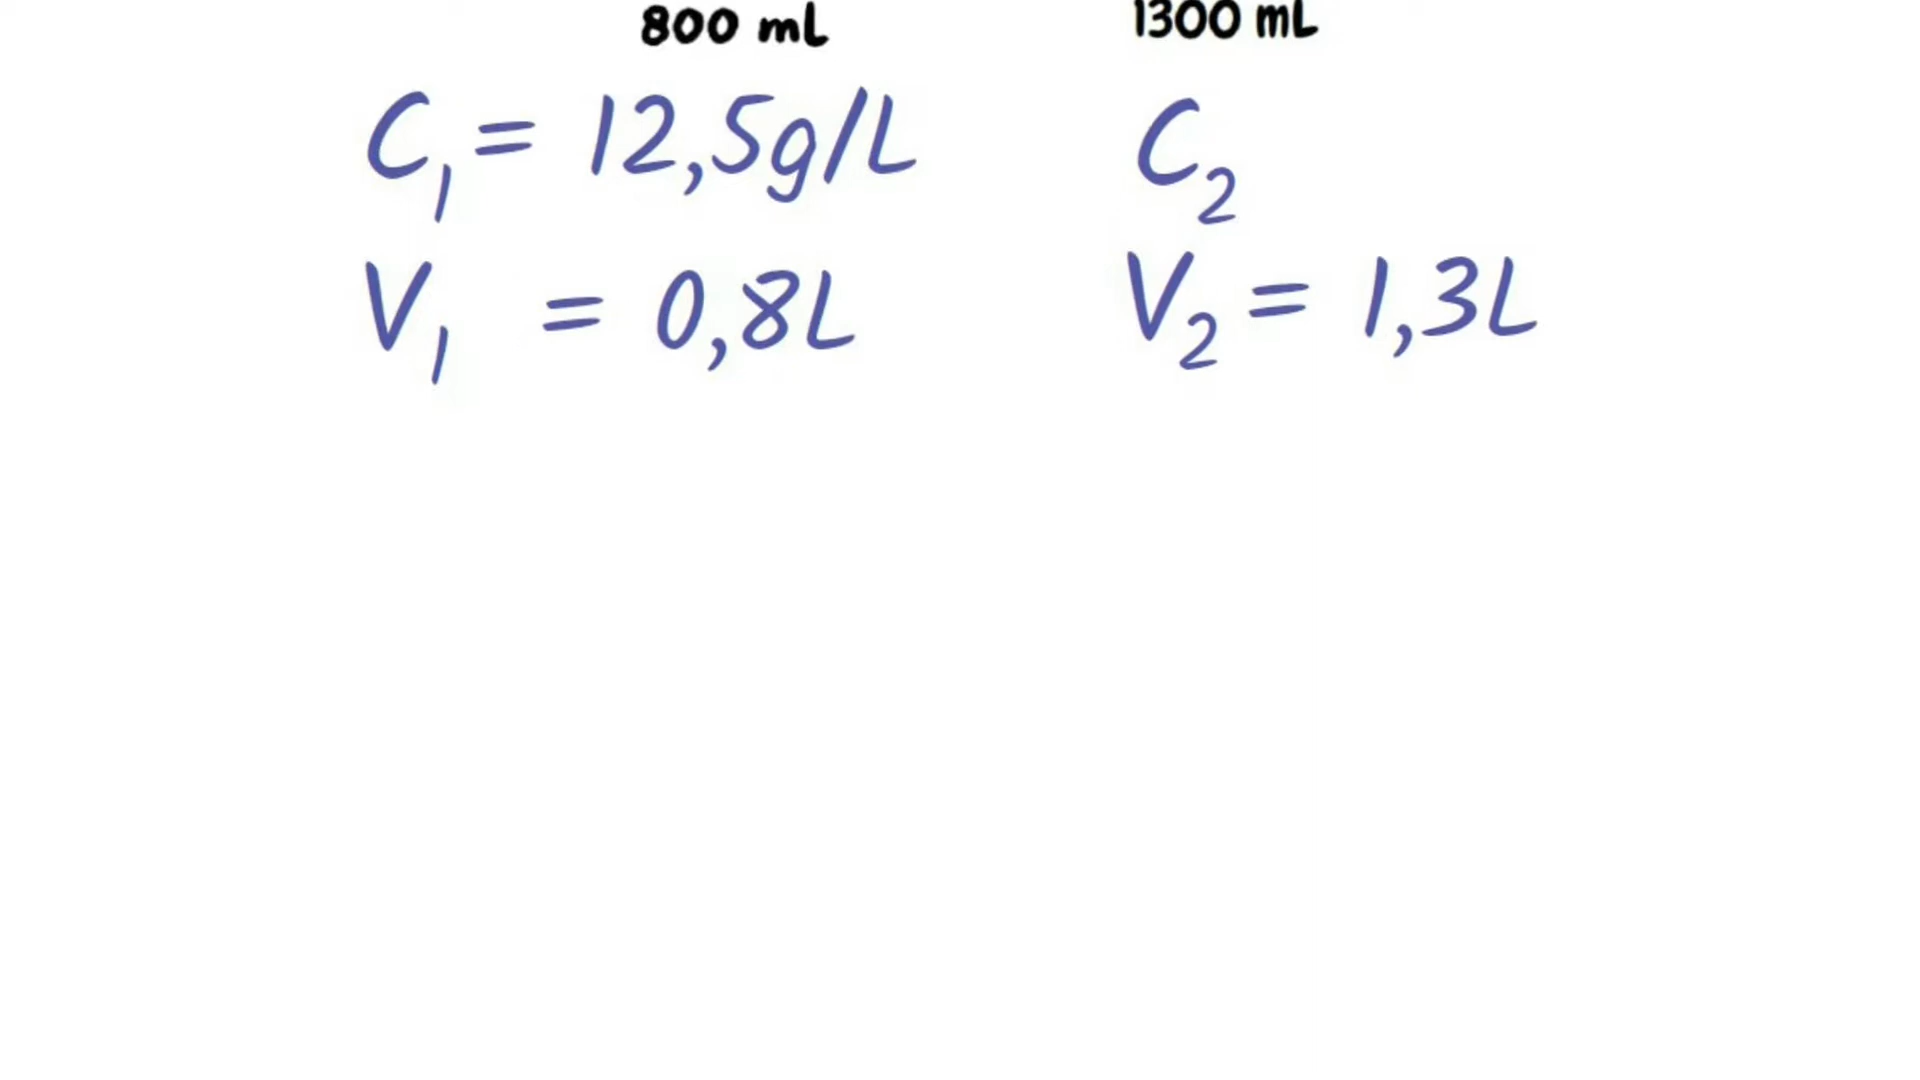 800 mL 1300 mL
C₁ = 12,5g/L C₂
V₁ = 0,8L V₂ = 1,3L